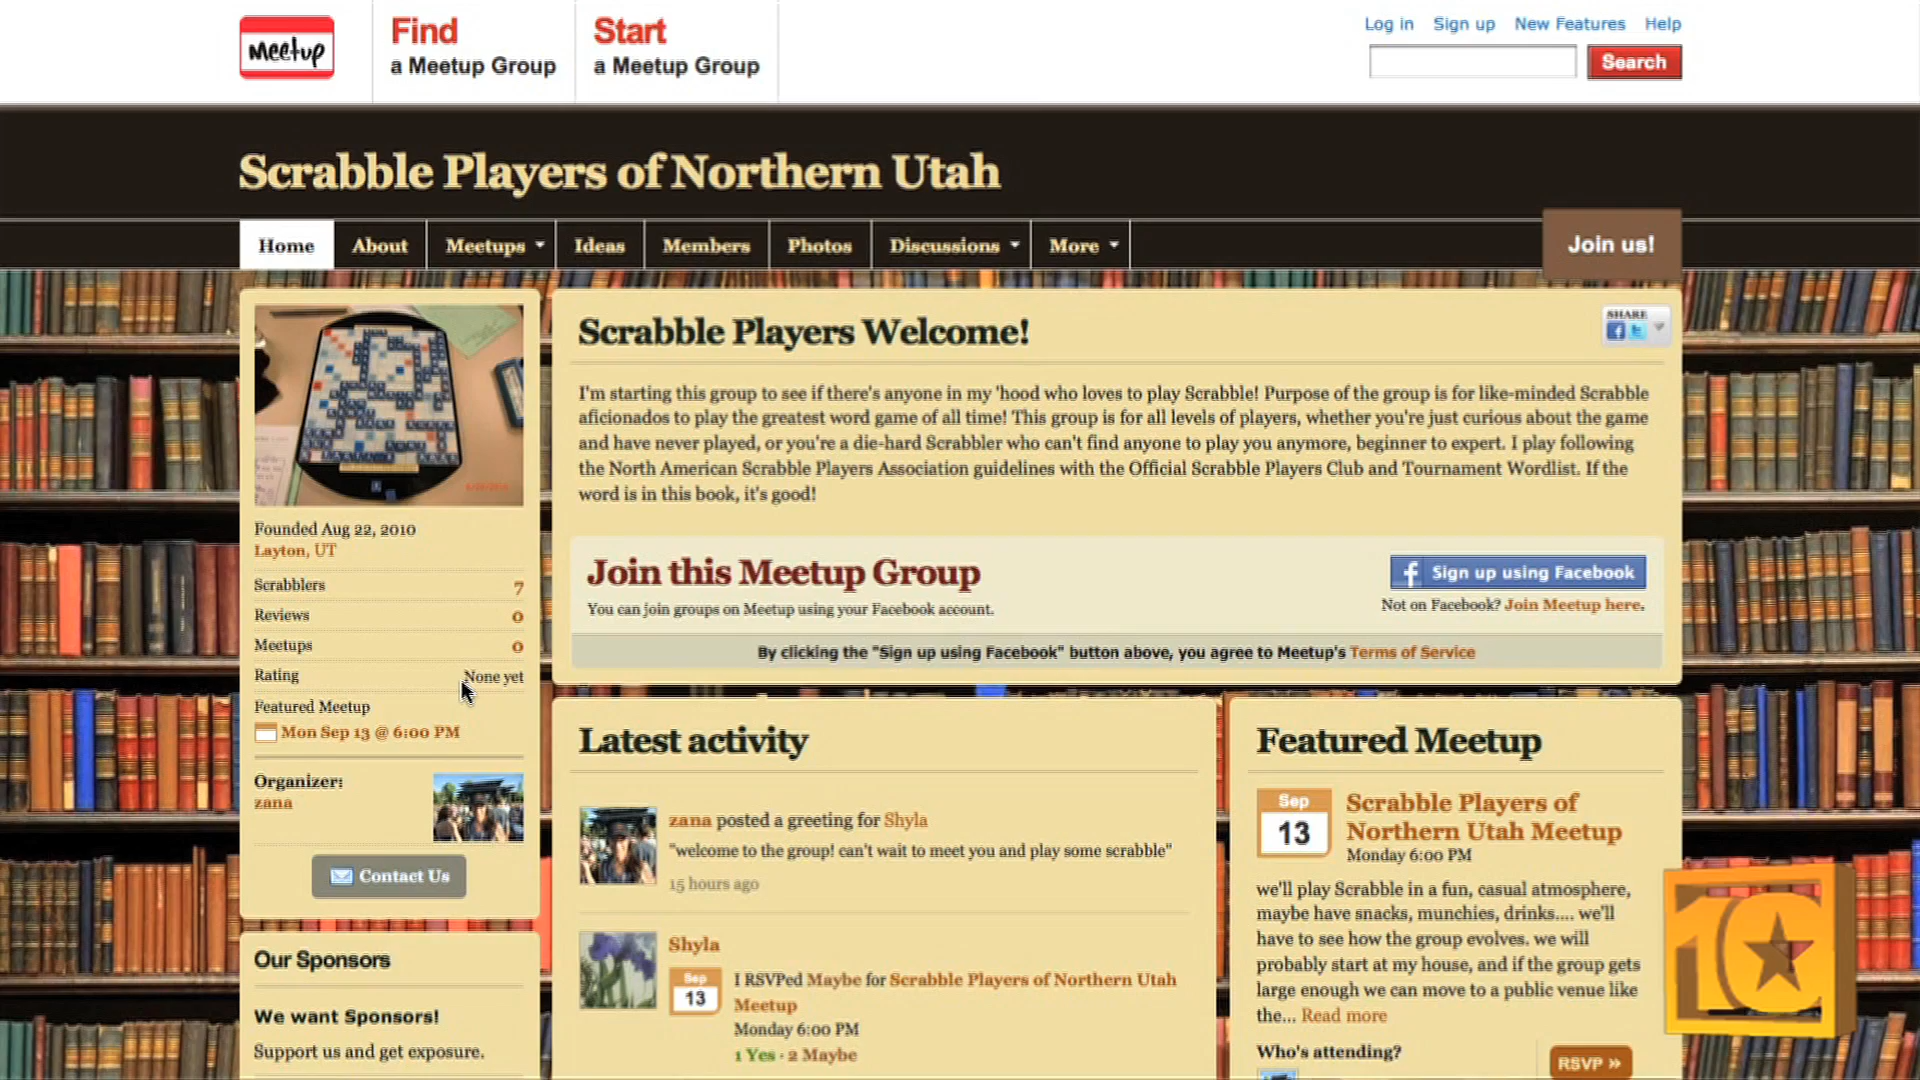 Meetup
Find
a Meetup Group
Start
a Meetup Group
Log in Sign up New Features Help
Search
Scrabble Players of Northern Utah
Home About Meetups Ideas Members Photos Discussions More
Join us!
Founded Aug 22, 2010
Layton, UT
Scrabblers 7
Reviews 0
Meetups 0
Rating None yet
Featured Meetup
Mon Sep 13 @ 6:00 PM
Organizer:
zana
Contact Us
Our Sponsors
We want Sponsors!
Support us and get exposure.
Scrabble Players Welcome!
SHARE
I'm starting this group to see if there's anyone in my 'hood who loves to play Scrabble! Purpose of the group is for like-minded Scrabble
aficionados to play the greatest word game of all time! This group is for all levels of players, whether you're just curious about the game
and have never played, or you're a die-hard Scrabbler who can't find anyone to play you anymore, beginner to expert. I play following
the North American Scrabble Players Association guidelines with the Official Scrabble Players Club and Tournament Wordlist. If the
word is in this book, it's good!
Join this Meetup Group
You can join groups on Meetup using your Facebook account.
f Sign up using Facebook
Not on Facebook? Join Meetup here.
By clicking the "Sign up using Facebook" button above, you agree to Meetup's Terms of Service
Latest activity
zana posted a greeting for Shyla
"welcome to the group! can't wait to meet you and play some scrabble"
15 hours ago
Shyla
Sep
13
I RSVPed Maybe for Scrabble Players of Northern Utah
Meetup
Monday 6:00 PM
1 Yes · 2 Maybe
Featured Meetup
Sep
13
Scrabble Players of
Northern Utah Meetup
Monday 6:00 PM
we'll play Scrabble in a fun, casual atmosphere,
maybe have snacks, munchies, drinks.... we'll
have to see how the group evolves. we will
probably start at my house, and if the group gets
large enough we can move to a public venue like
the... Read more
Who's attending?
RSVP »
10